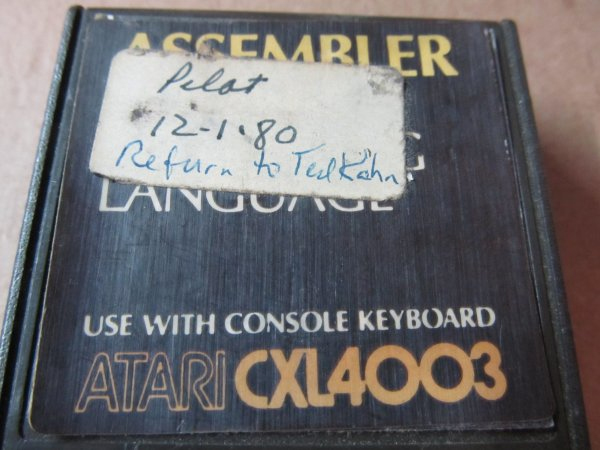 ASSEMBLER
Pilot
12-1-80
Return to Ted Kahn
LANGUAGE
USE WITH CONSOLE KEYBOARD
ATARI CXL4003